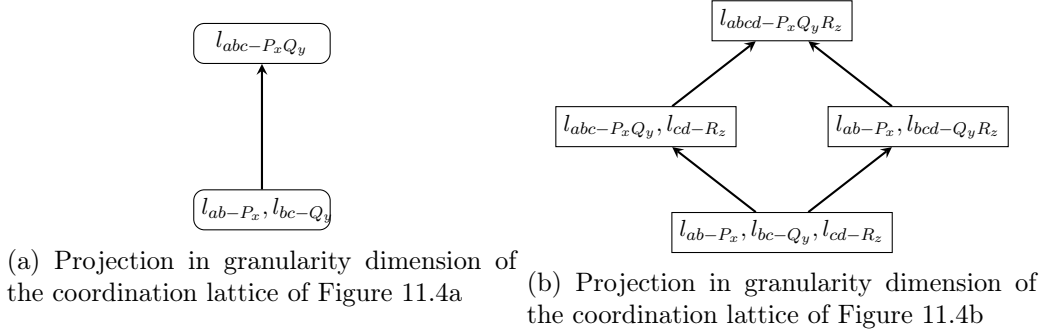 l_{abc−P_xQ_y}
l_{ab−P_x}, l_{bc−Q_y}
(a) Projection in granularity dimension of
the coordination lattice of Figure 11.4a
l_{abcd−P_xQ_yR_z}
l_{abc−P_xQ_y}, l_{cd−R_z}
l_{ab−P_x}, l_{bcd−Q_yR_z}
l_{ab−P_x}, l_{bc−Q_y}, l_{cd−R_z}
(b) Projection in granularity dimension of
the coordination lattice of Figure 11.4b